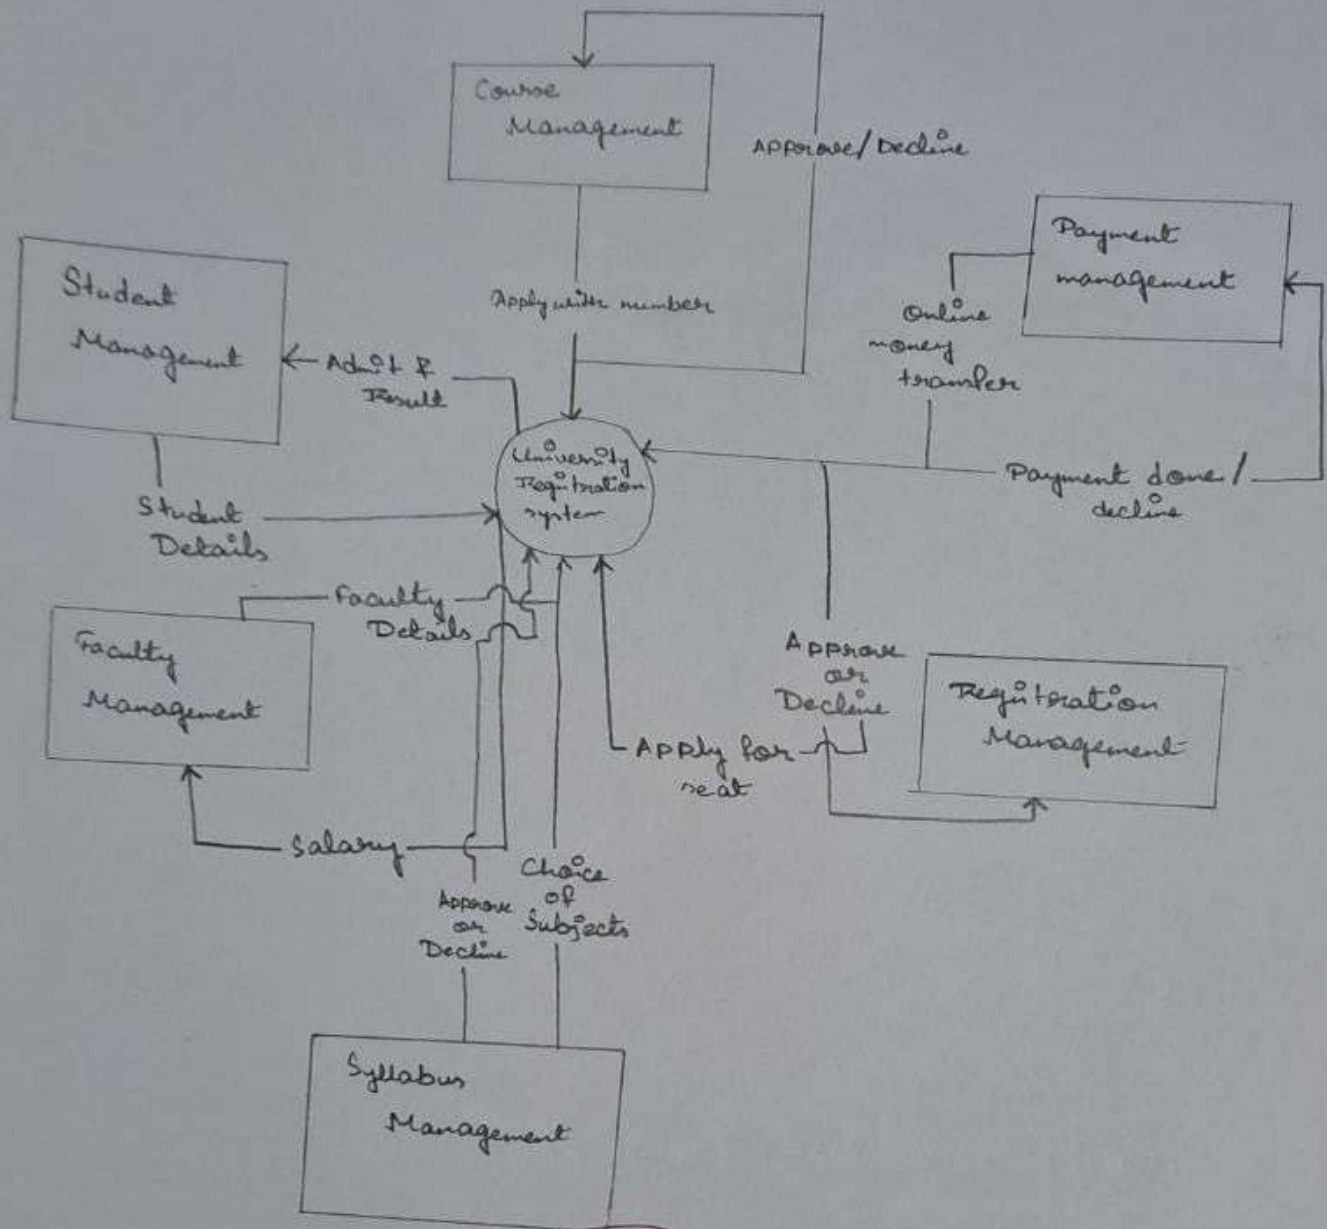 Course
Management
Approve/Decline
Payment
management
Student
Management
Apply with number
Online
money
transfer
Admit &
Result
University
Registration
system
Payment done/
decline
Student
Details
Faculty
Details
Faculty
Management
Approve
or
Decline
Registration
Management
Apply for
seat
Salary
Choice
of
Subjects
Approve
or
Decline
Syllabus
Management